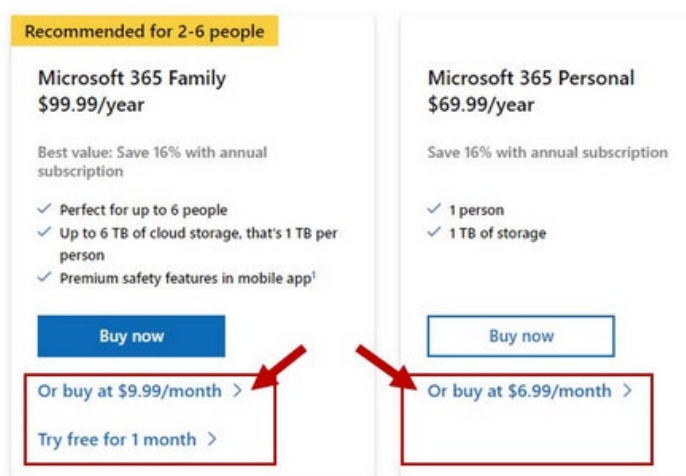 Recommended for 2-6 people
Microsoft 365 Family
$99.99/year
Best value: Save 16% with annual
subscription
✓ Perfect for up to 6 people
✓ Up to 6 TB of cloud storage, that's 1 TB per
person
✓ Premium safety features in mobile app¹
Buy now
Or buy at $9.99/month >
Try free for 1 month >
Microsoft 365 Personal
$69.99/year
Save 16% with annual subscription
✓ 1 person
✓ 1 TB of storage
Buy now
Or buy at $6.99/month >